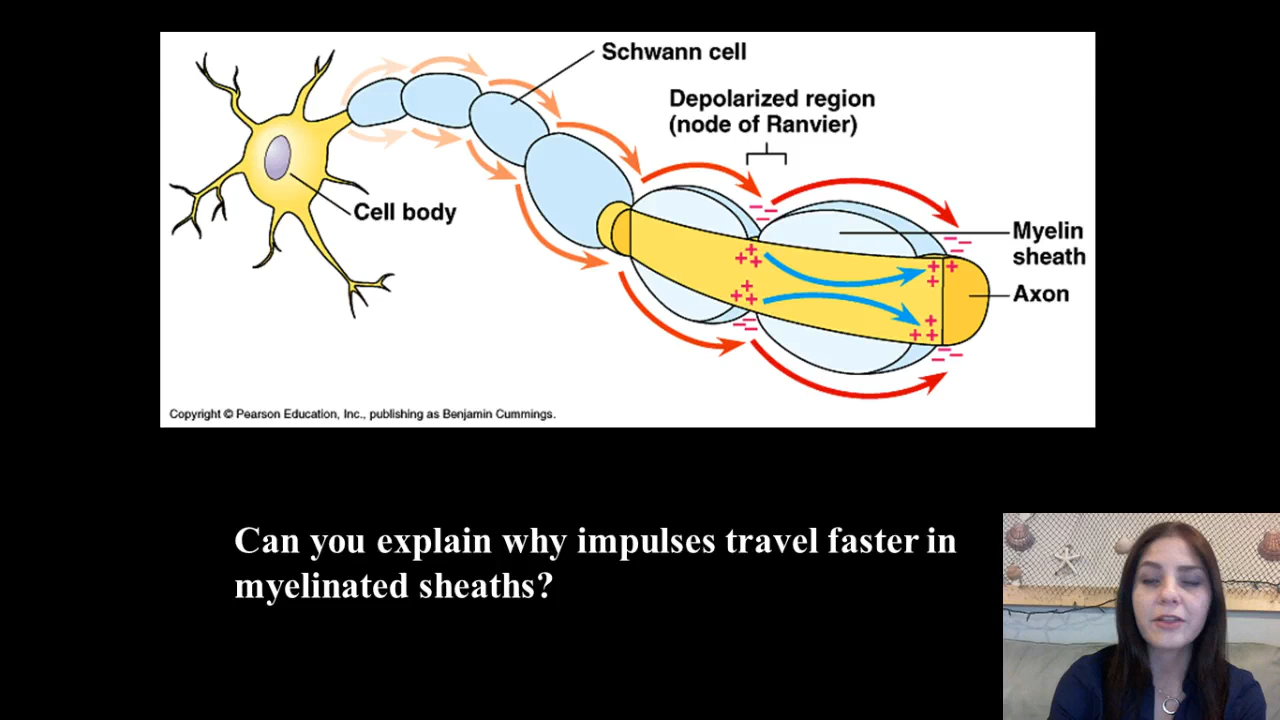 Schwann cell
Depolarized region
(node of Ranvier)
Cell body
Myelin
sheath
Axon
Copyright © Pearson Education, Inc., publishing as Benjamin Cummings.
Can you explain why impulses travel faster in
myelinated sheaths?